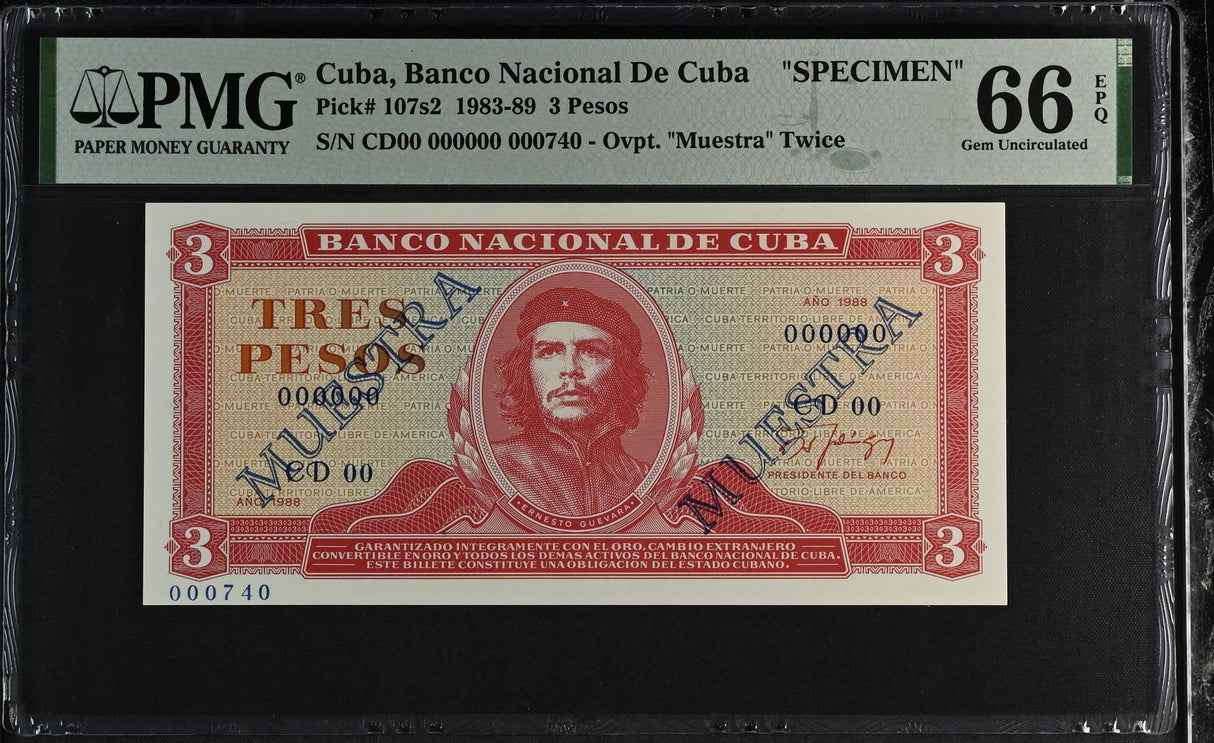 PMG®
PAPER MONEY GUARANTY
Cuba, Banco Nacional De Cuba "SPECIMEN"
Pick# 107s2 1983-89 3 Pesos
S/N CD00 000000 000740 - Ovpt. "Muestra" Twice
66
EPQ
Gem Uncirculated
3 BANCO NACIONAL DE CUBA 3
TRES
PESOS
AÑO 1988
000000
000000
CD 00
CD 00
MUESTRA
MUESTRA
PRESIDENTE DEL BANCO
AÑO 1988
PATRIA O MUERTE
CUBA TERRITORIO LIBRE DE AMERICA
ERNESTO GUEVARA
3 3
GARANTIZADO INTEGRAMENTE CON EL ORO, CAMBIO EXTRANJERO
CONVERTIBLE EN ORO Y TODOS LOS DEMAS ACTIVOS DEL BANCO NACIONAL DE CUBA.
ESTE BILLETE CONSTITUYE UNA OBLIGACION DEL ESTADO CUBANO.
000740